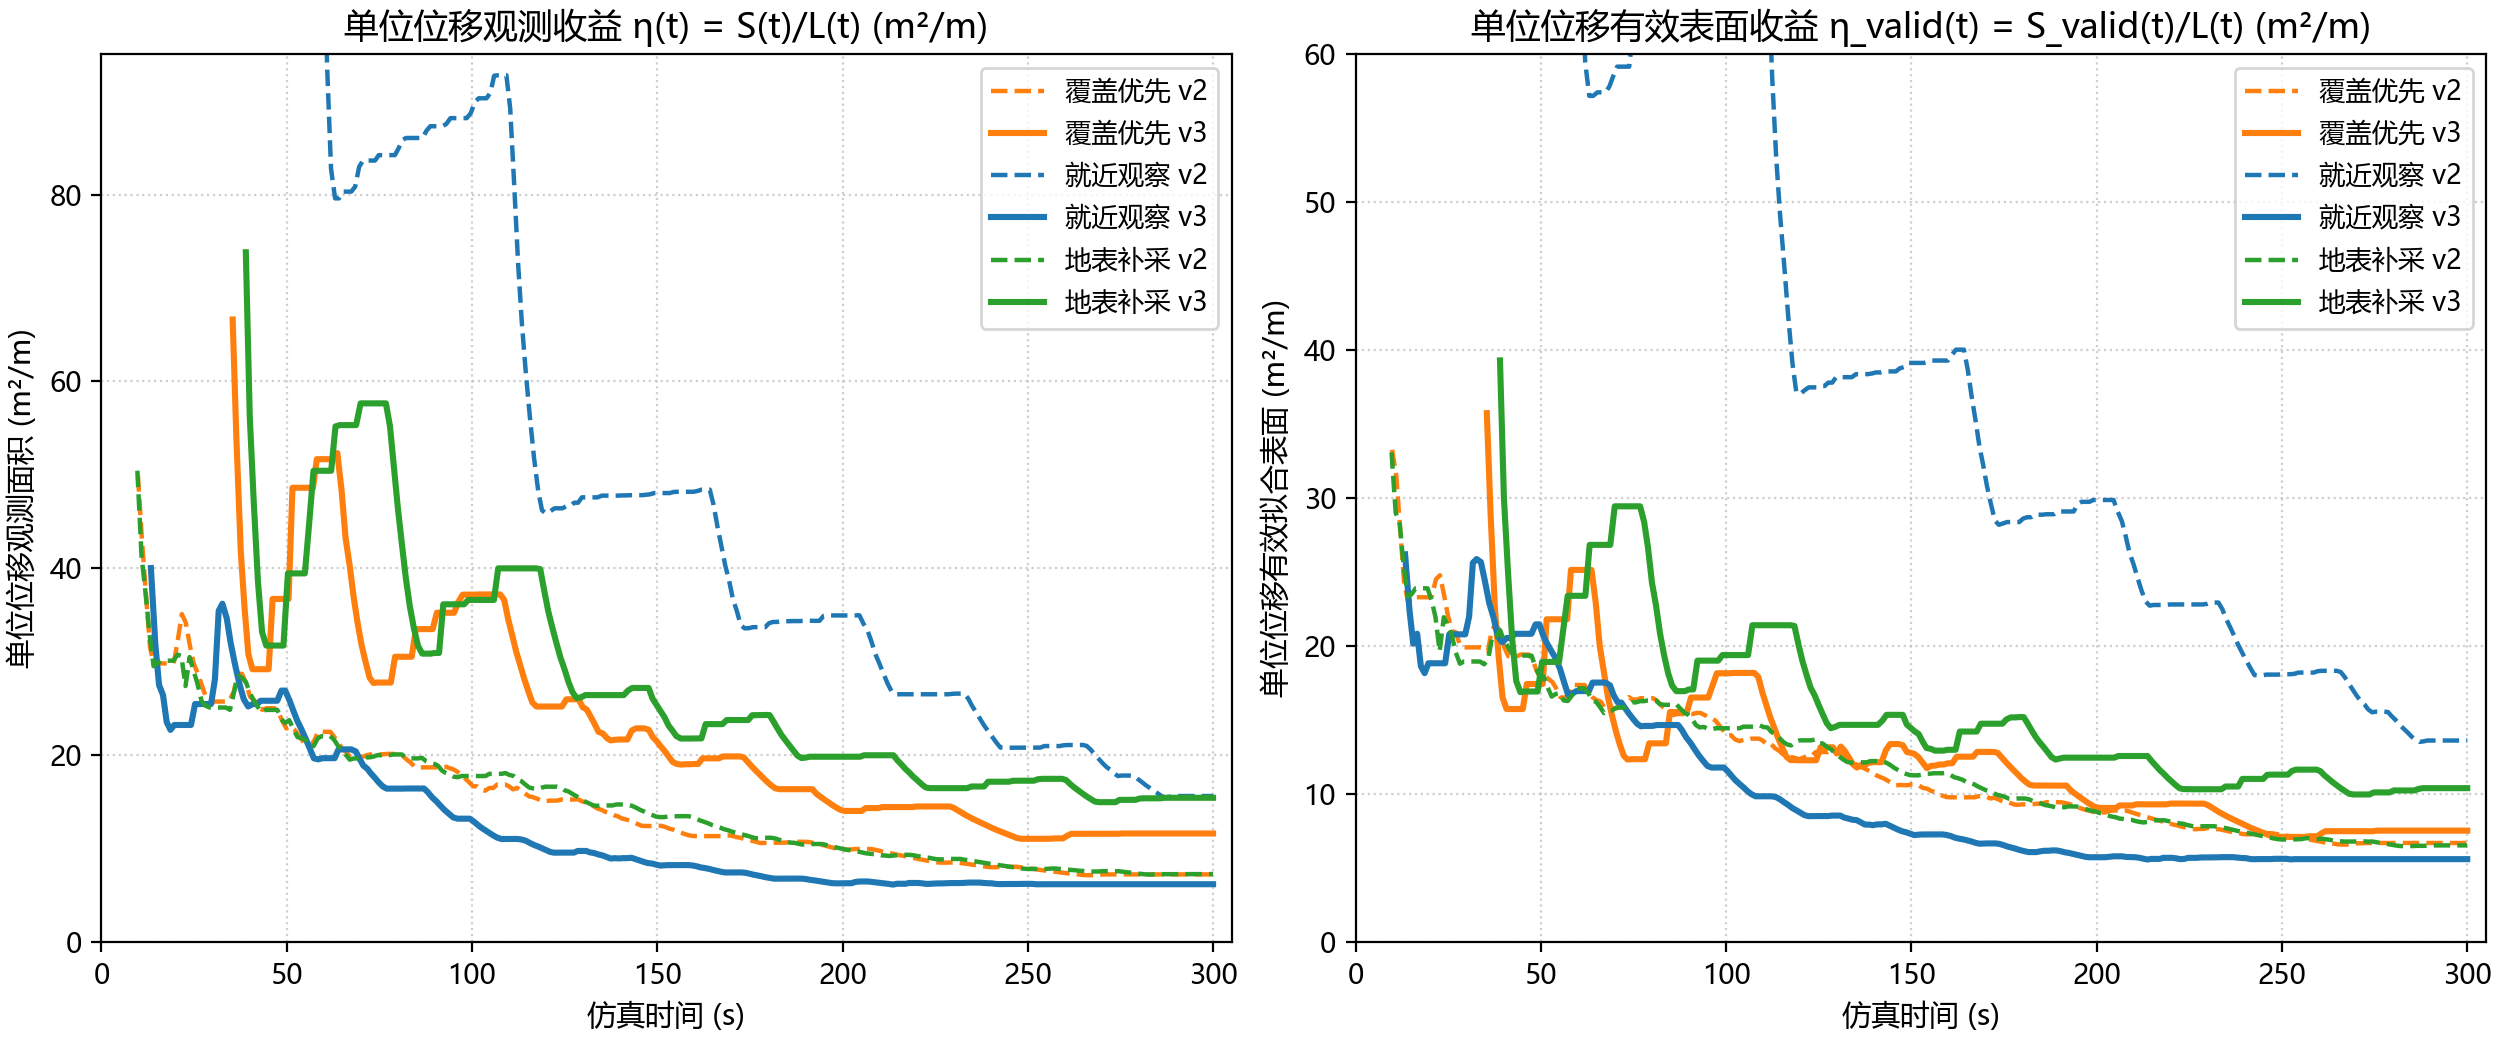 单位位移观测收益 η(t) = S(t)/L(t) (m²/m)
单位位移观测面积 (m²/m)
80
60
40
20
0
0 50 100 150 200 250 300
仿真时间 (s)
覆盖优先 v2
覆盖优先 v3
就近观察 v2
就近观察 v3
地表补采 v2
地表补采 v3
单位位移有效表面收益 η_valid(t) = S_valid(t)/L(t) (m²/m)
单位位移有效拟合表面 (m²/m)
60
50
40
30
20
10
0
0 50 100 150 200 250 300
仿真时间 (s)
覆盖优先 v2
覆盖优先 v3
就近观察 v2
就近观察 v3
地表补采 v2
地表补采 v3